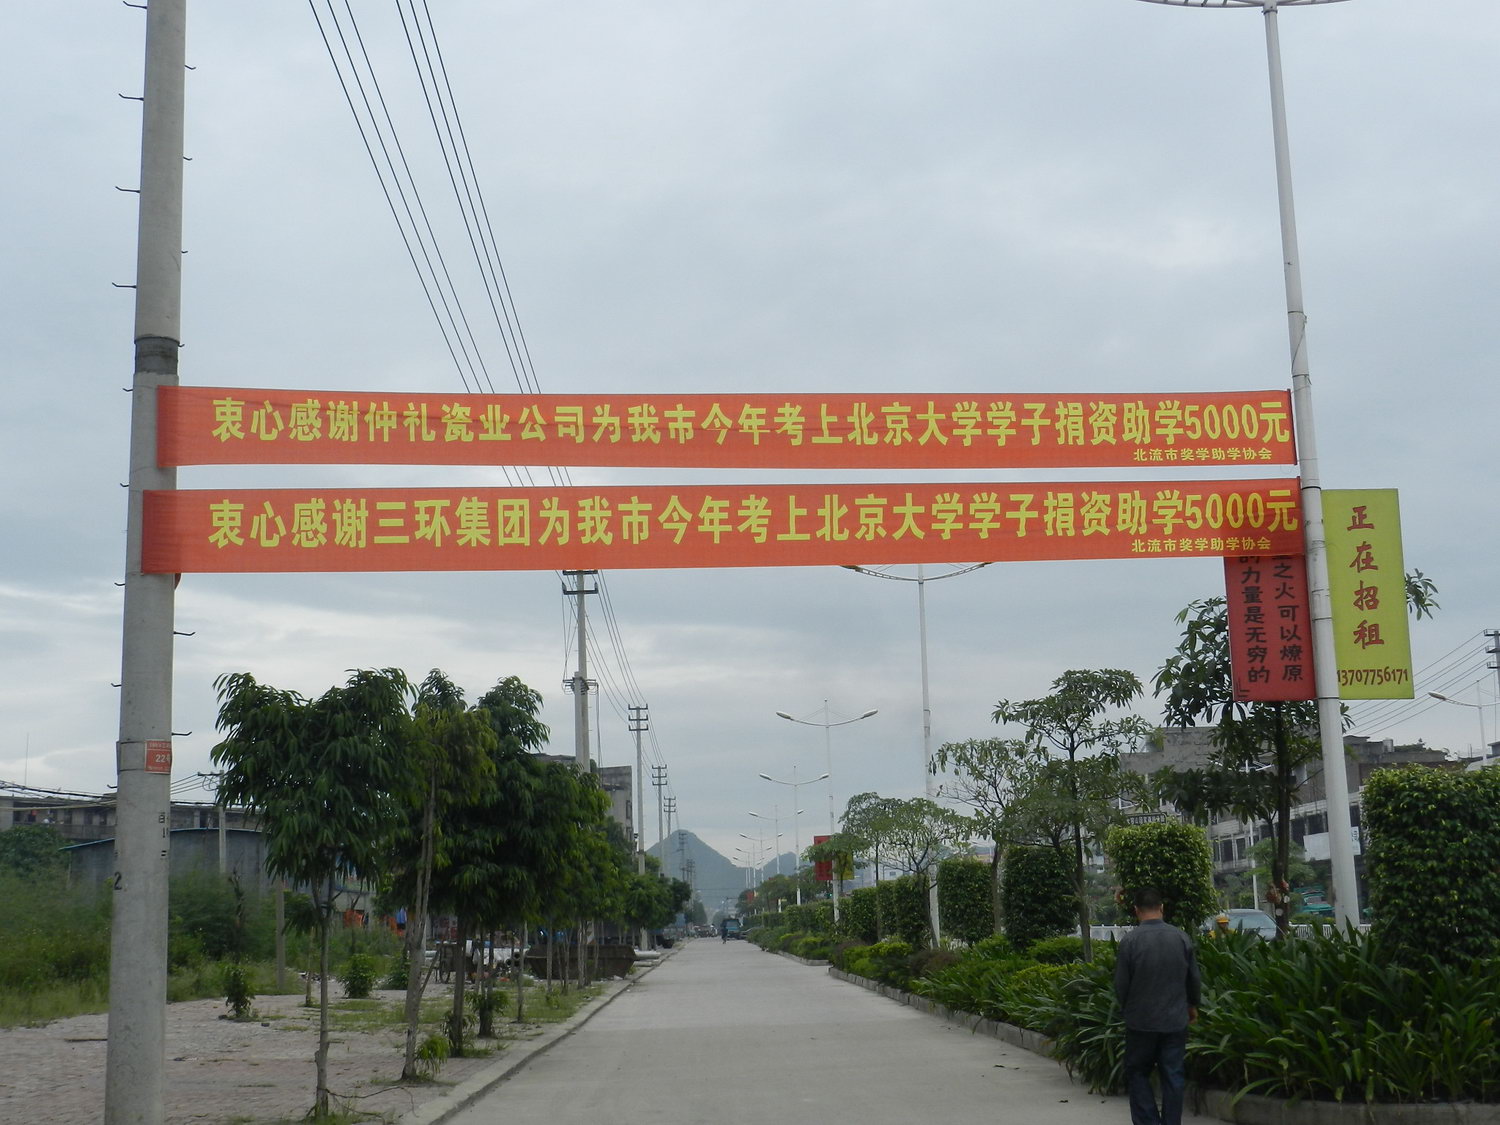 衷心感谢仲礼瓷业公司为我市今年考上北京大学学子捐资助学5000元
北流市奖学助学协会
衷心感谢三环集团为我市今年考上北京大学学子捐资助学5000元
北流市奖学助学协会
之火可以燎原
的力量是无穷的
正在招租
13707756171
224
2